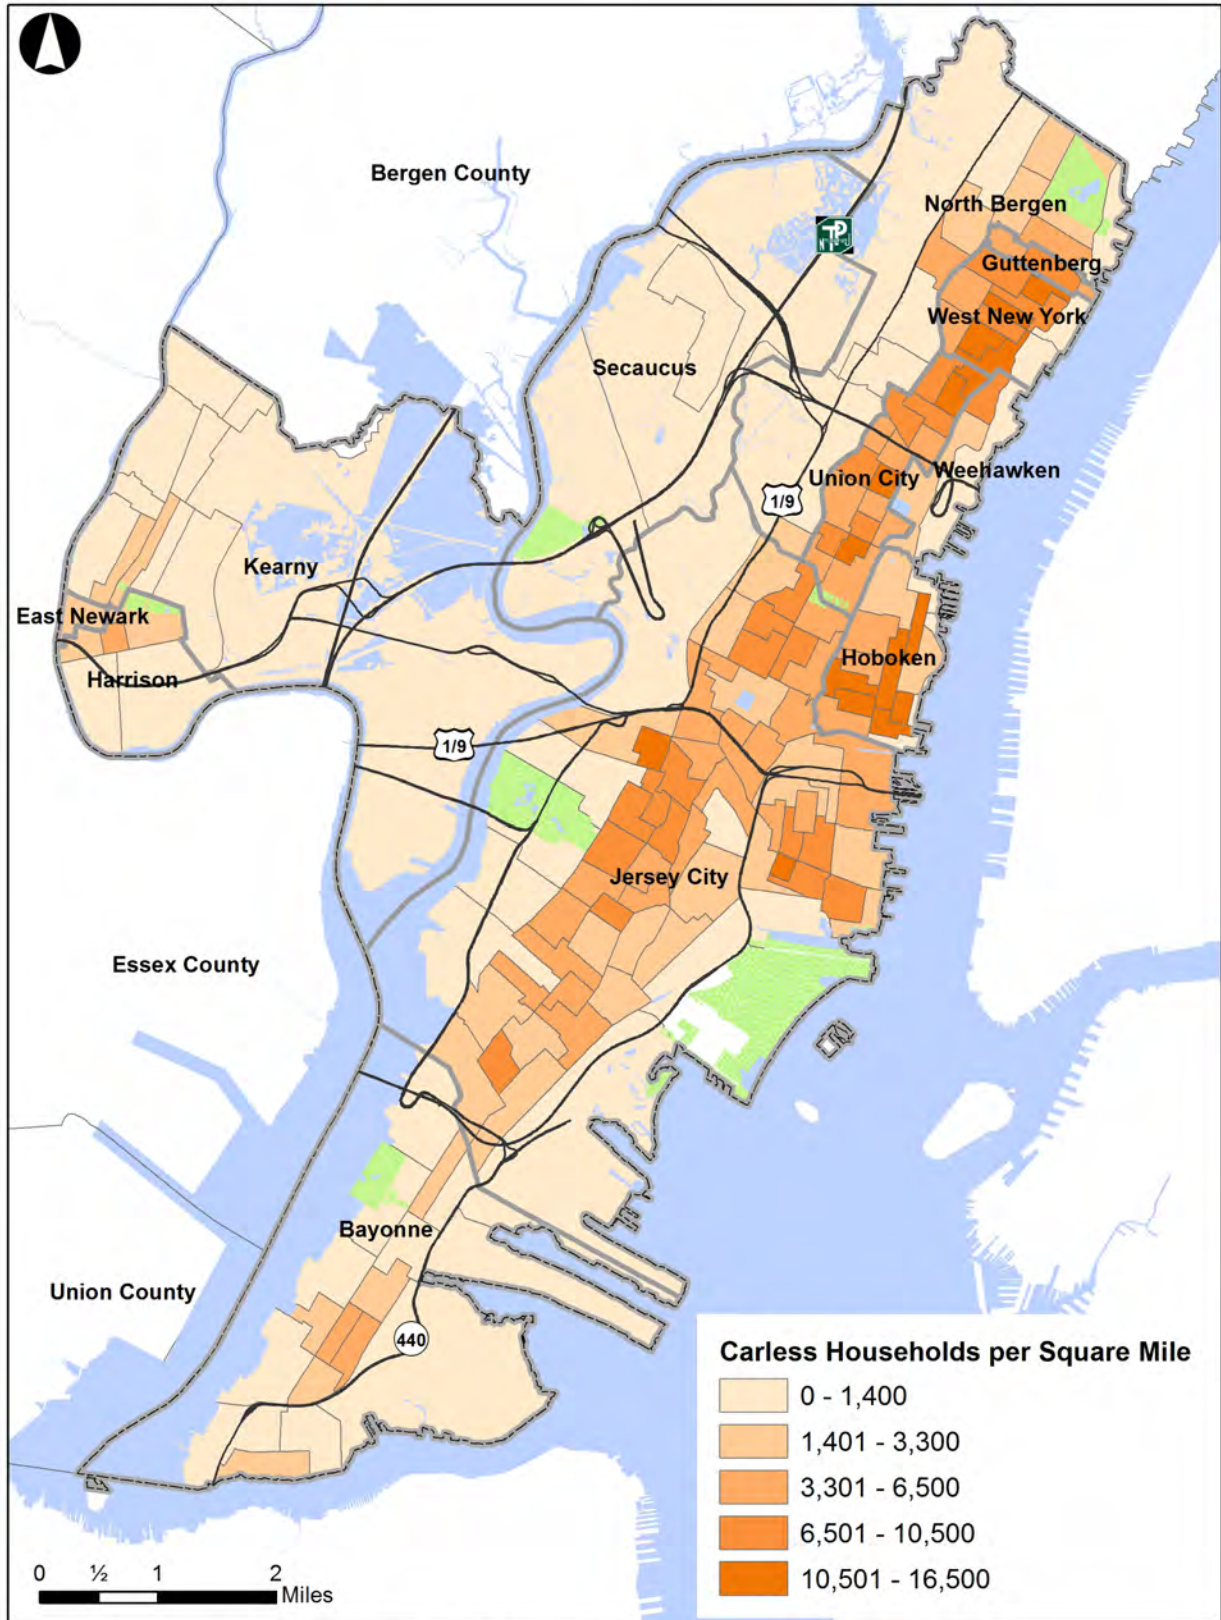 Bergen County
North Bergen
Guttenberg
West New York
Secaucus
Weehawken
Union City
1/9
Kearny
East Newark
Hoboken
Harrison
1/9
Jersey City
Essex County
Bayonne
Union County
440
Carless Households per Square Mile
0 - 1,400
1,401 - 3,300
3,301 - 6,500
6,501 - 10,500
10,501 - 16,500
0 ½ 1 2
Miles